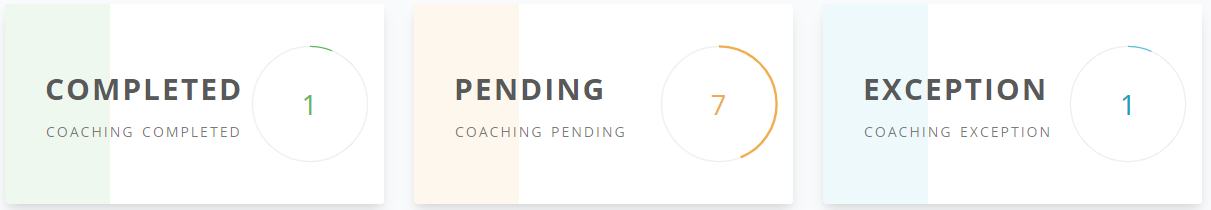 COMPLETED
COACHING COMPLETED
1
PENDING
COACHING PENDING
7
EXCEPTION
COACHING EXCEPTION
1